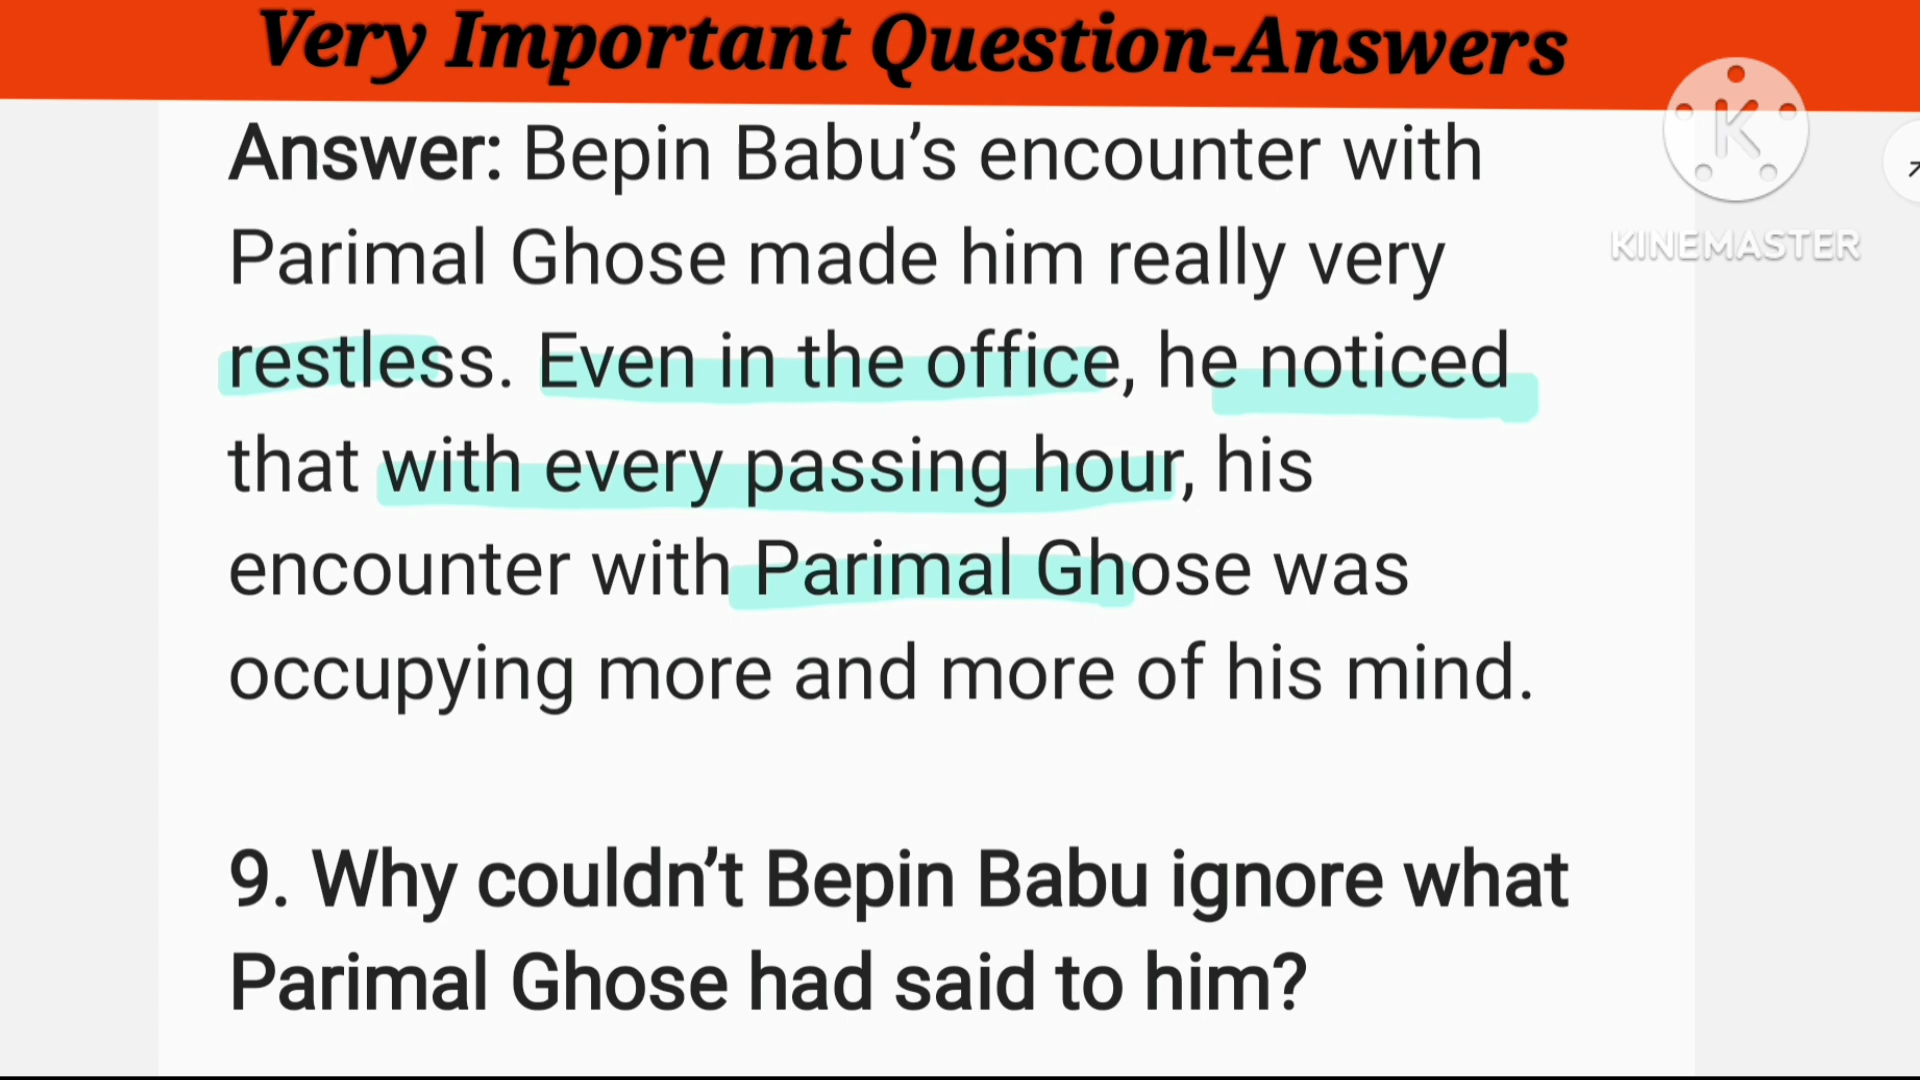 Very Important Question-Answers
Answer: Bepin Babu’s encounter with
Parimal Ghose made him really very
restless. Even in the office, he noticed
that with every passing hour, his
encounter with Parimal Ghose was
occupying more and more of his mind.
9. Why couldn’t Bepin Babu ignore what
Parimal Ghose had said to him?
K
KINEMASTER